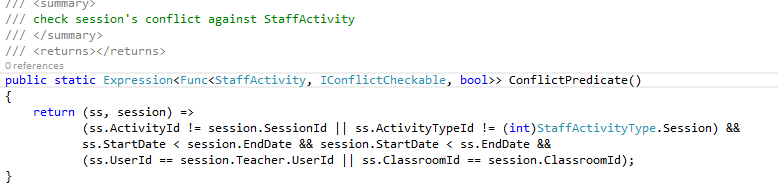 /// <summary>
/// check session's conflict against StaffActivity
/// </summary>
/// <returns></returns>
0 references
public static Expression<Func<StaffActivity, IConflictCheckable, bool>> ConflictPredicate()
{
    return (ss, session) =>
            (ss.ActivityId != session.SessionId || ss.ActivityTypeId != (int)StaffActivityType.Session) &&
            ss.StartDate < session.EndDate && session.StartDate < ss.EndDate &&
            (ss.UserId == session.Teacher.UserId || ss.ClassroomId == session.ClassroomId);
}